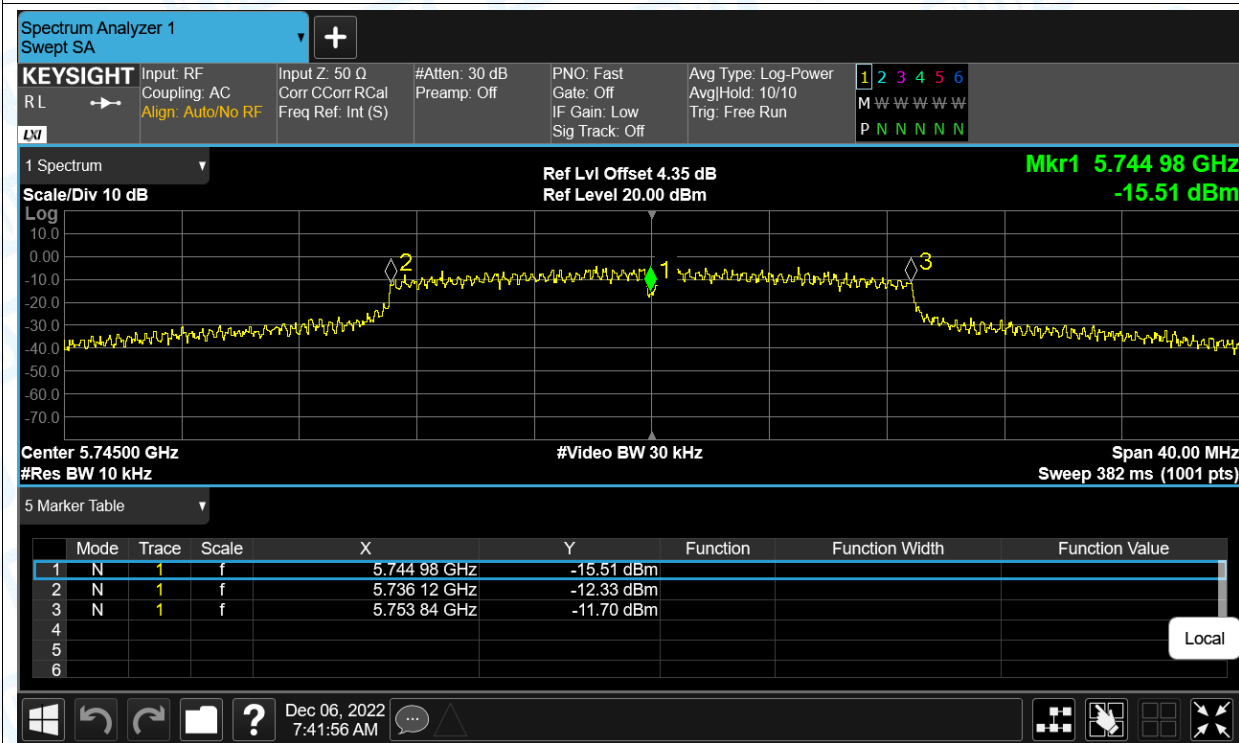 Spectrum Analyzer 1
Swept SA
KEYSIGHT Input: RF Input Z: 50 Ω #Atten: 30 dB PNO: Fast Avg Type: Log-Power 1 2 3 4 5 6
R L Coupling: AC Corr CCorr RCal Preamp: Off Gate: Off Avg|Hold: 10/10 M W W W W W W
Align: Auto/No RF Freq Ref: Int (S) IF Gain: Low Trig: Free Run
LXI Sig Track: Off P N N N N N N
1 Spectrum Ref Lvl Offset 4.35 dB Mkr1 5.744 98 GHz
Scale/Div 10 dB Ref Level 20.00 dBm -15.51 dBm
Log
10.0
0.00
-10.0
-20.0
-30.0
-40.0
-50.0
-60.0
-70.0
2 1 3
Center 5.74500 GHz #Video BW 30 kHz Span 40.00 MHz
#Res BW 10 kHz Sweep 382 ms (1001 pts)
5 Marker Table
Mode Trace Scale X Y Function Function Width Function Value
1 N 1 f 5.744 98 GHz -15.51 dBm
2 N 1 f 5.736 12 GHz -12.33 dBm
3 N 1 f 5.753 84 GHz -11.70 dBm
4
5
6
Local
? Dec 06, 2022
7:41:56 AM